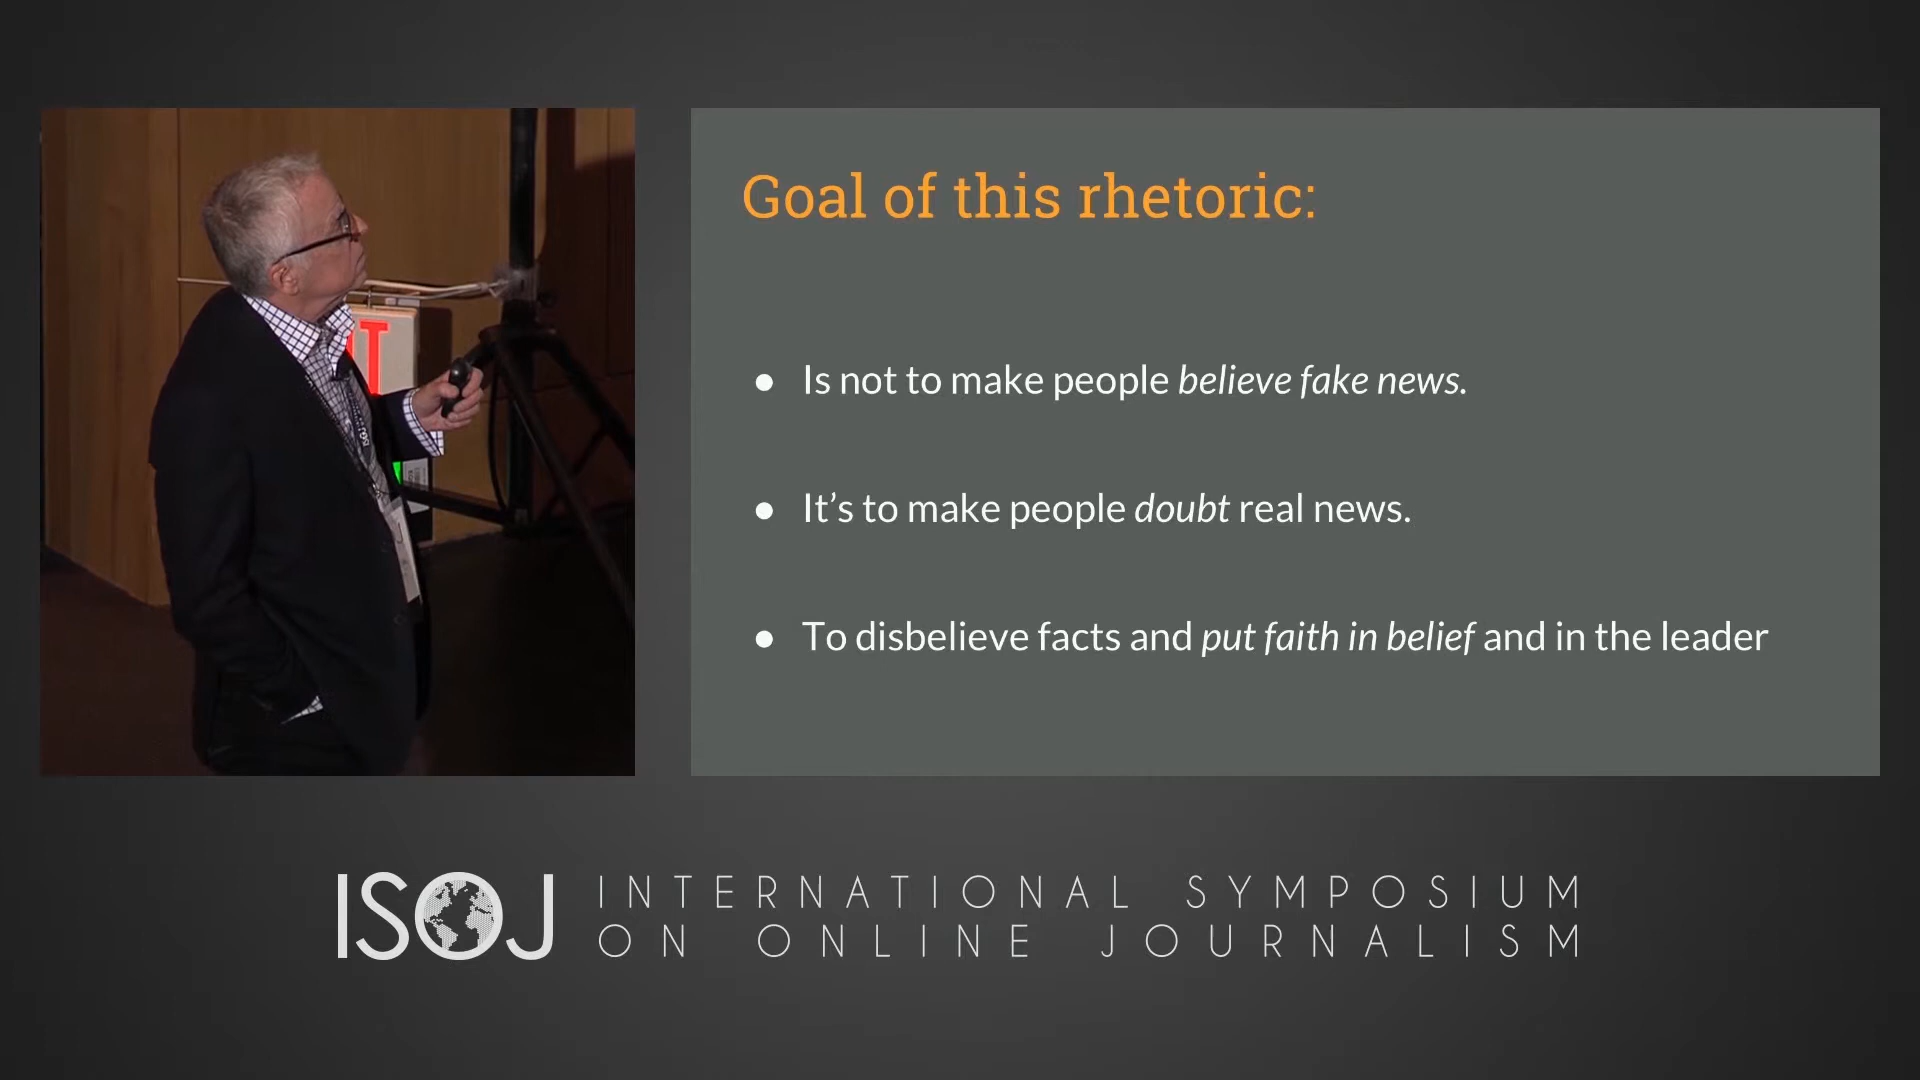 Goal of this rhetoric:
● Is not to make people believe fake news.
● It’s to make people doubt real news.
● To disbelieve facts and put faith in belief and in the leader
ISOJ
INTERNATIONAL SYMPOSIUM
ON ONLINE JOURNALISM